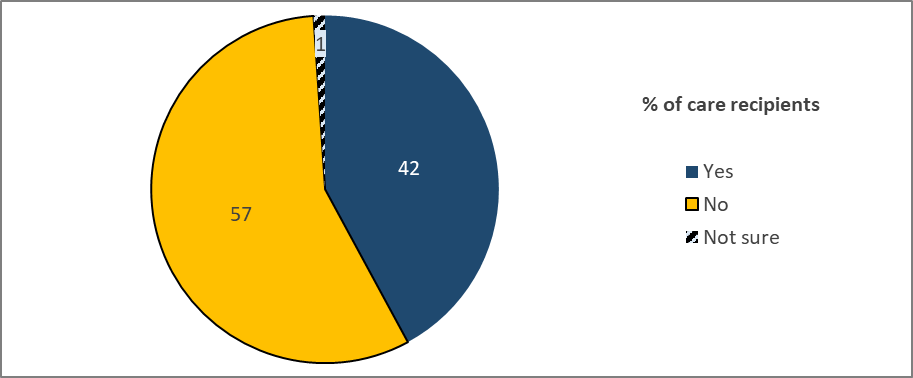 1
42
57
% of care recipients
Yes
No
Not sure